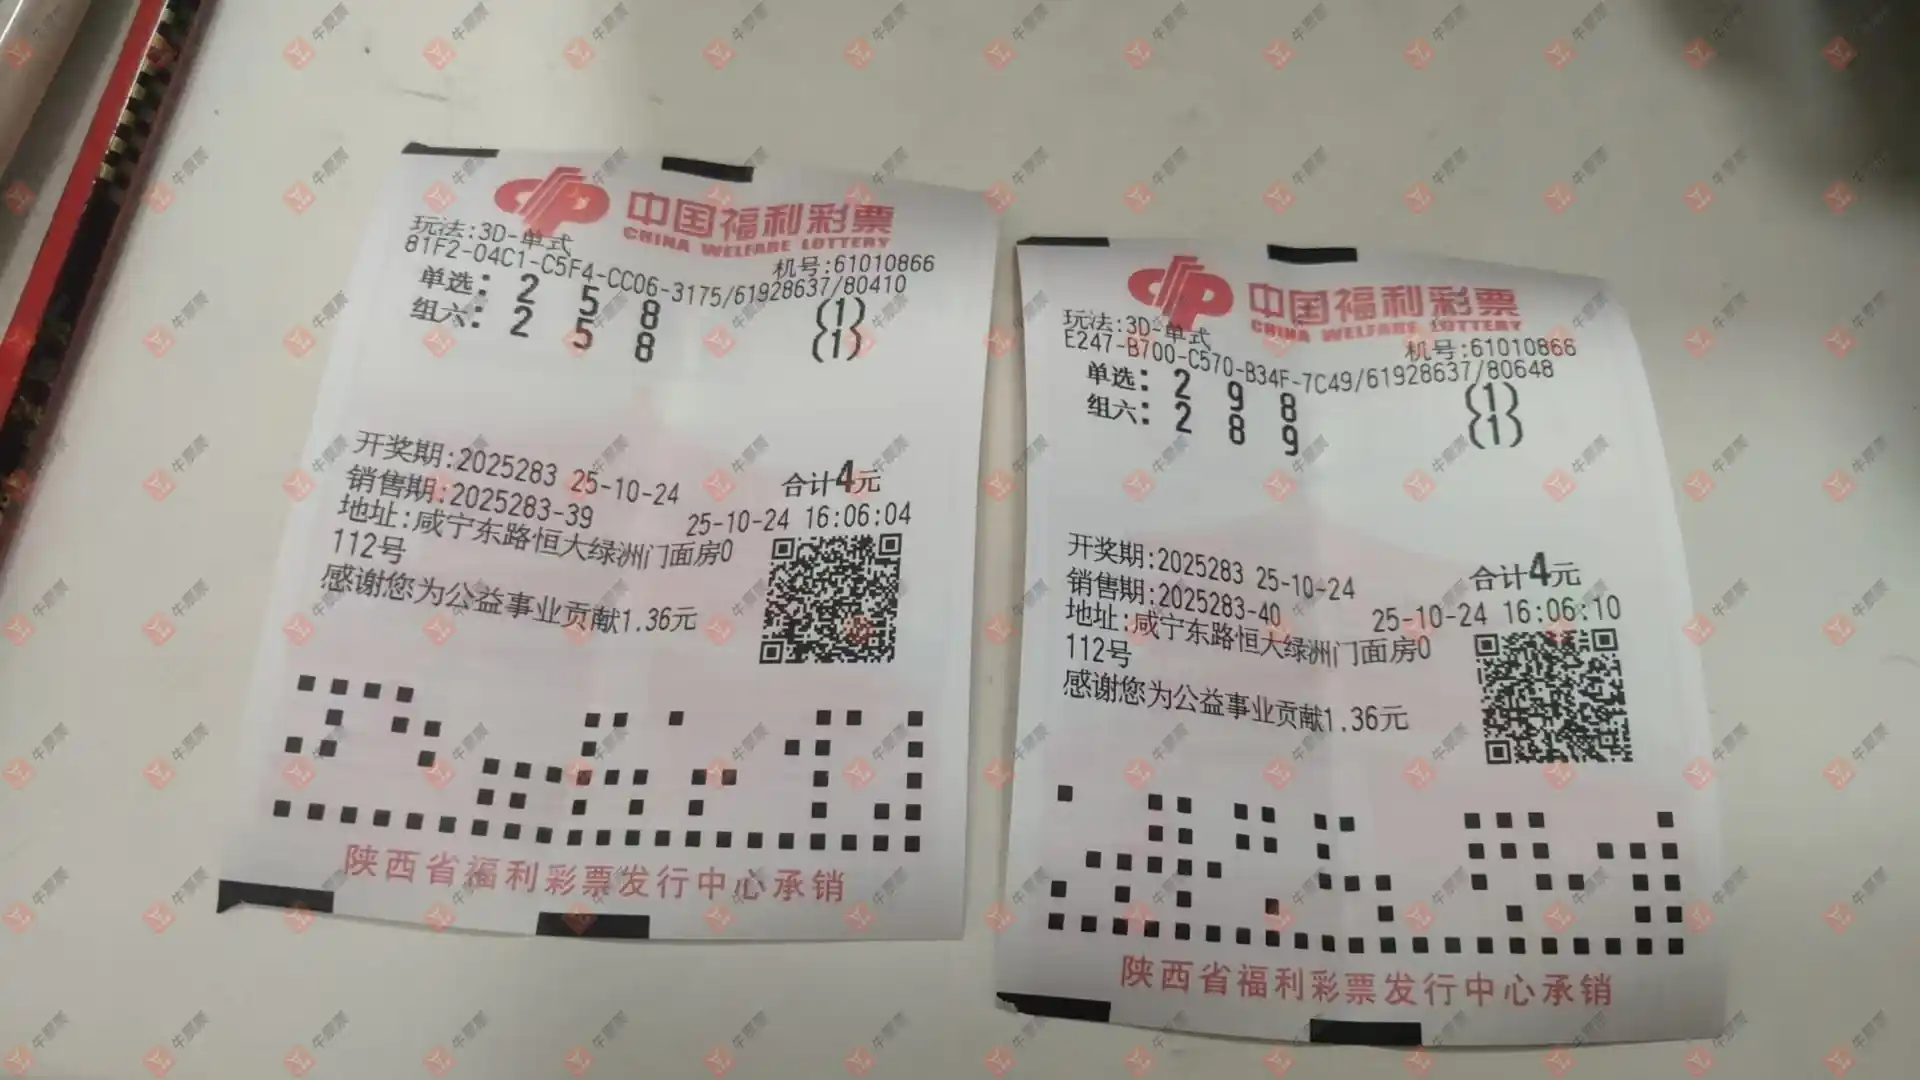 中国福利彩票
CHINA WELFARE LOTTERY
玩法:3D-单式
机号:61010866
81F2-04C1-C5F4-CC06-3175/61928637/80410
单选: 2 5 8 (1)
组六: 2 5 8 (1)
开奖期:2025283 25-10-24 合计4元
销售期:2025283-39 25-10-24 16:06:04
地址:咸宁东路恒大绿洲门面房0
112号
感谢您为公益事业贡献1.36元
陕西省福利彩票发行中心承销
中国福利彩票
CHINA WELFARE LOTTERY
玩法:3D-单式
机号:61010866
E247-B700-C570-B34F-7C49/61928637/80648
单选: 2 9 8 (1)
组六: 2 8 9 (1)
开奖期:2025283 25-10-24 合计4元
销售期:2025283-40 25-10-24 16:06:10
地址:咸宁东路恒大绿洲门面房0
112号
感谢您为公益事业贡献1.36元
陕西省福利彩票发行中心承销